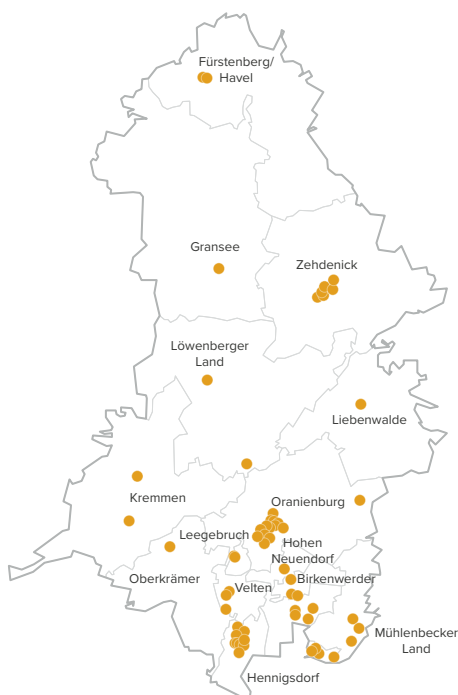 Fürstenberg/
Havel
Gransee
Zehdenick
Löwenberger
Land
Liebenwalde
Kremmen
Oranienburg
Leegebruch
Hohen
Neuendorf
Oberkrämer
Birkenwerder
Velten
Mühlenbecker
Land
Hennigsdorf